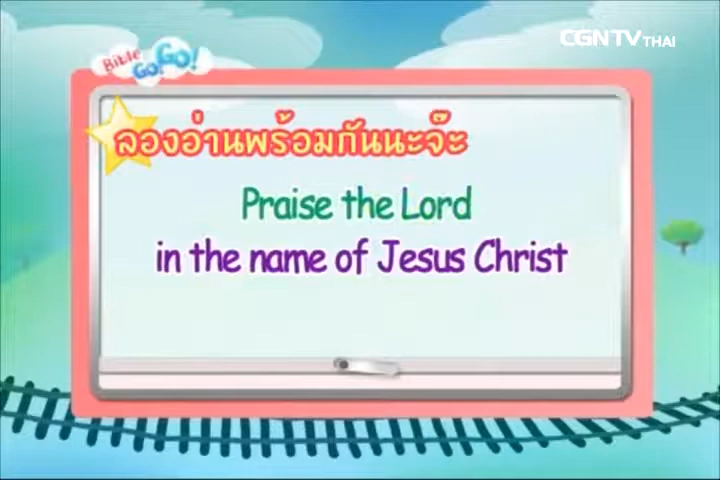 CGNTV THAI
Bible Go Go!
ลองอ่านพร้อมกันนะจ๊ะ
Praise the Lord
in the name of Jesus Christ